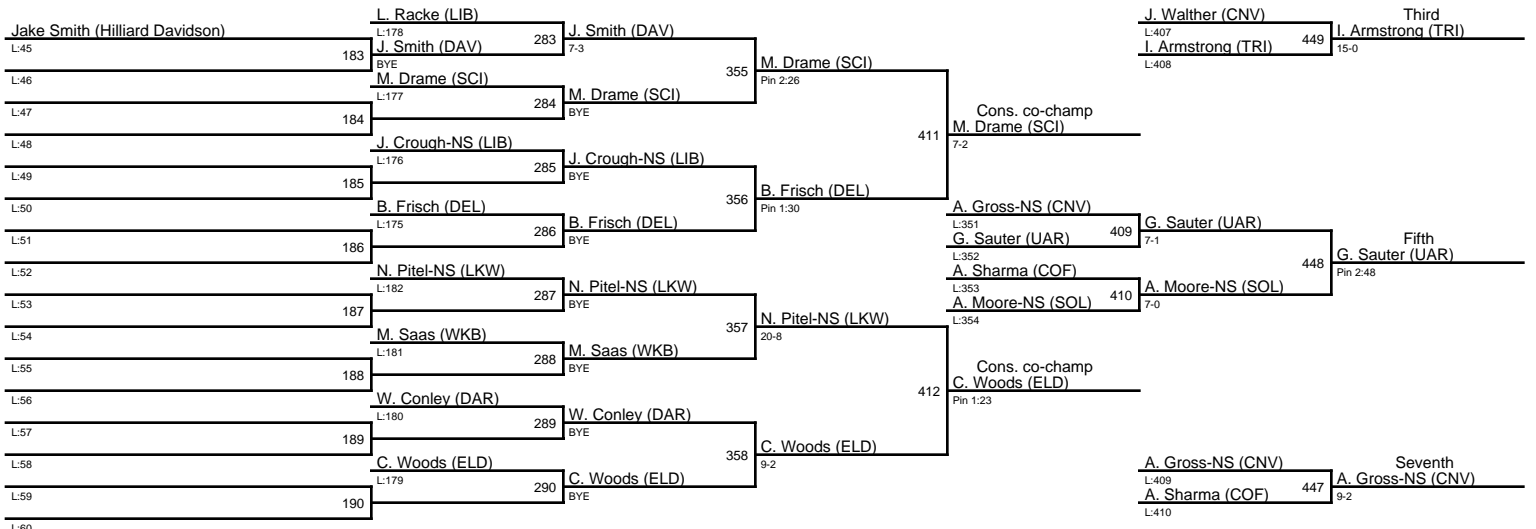 Jake Smith (Hilliard Davidson)
L:45
L:46
L:47
L:48
L:49
L:50
L:51
L:52
L:53
L:54
L:55
L:56
L:57
L:58
L:59
L:60
183
184
185
186
187
188
189
190
L. Racke (LIB)
L:178
J. Smith (DAV)
BYE
M. Drame (SCI)
L:177
J. Crough-NS (LIB)
L:176
B. Frisch (DEL)
L:175
N. Pitel-NS (LKW)
L:182
M. Saas (WKB)
L:181
W. Conley (DAR)
L:180
C. Woods (ELD)
L:179
283
284
285
286
287
288
289
290
J. Smith (DAV)
7-3
M. Drame (SCI)
BYE
J. Crough-NS (LIB)
BYE
B. Frisch (DEL)
BYE
N. Pitel-NS (LKW)
BYE
M. Saas (WKB)
BYE
W. Conley (DAR)
BYE
C. Woods (ELD)
BYE
355
356
357
358
M. Drame (SCI)
Pin 2:26
B. Frisch (DEL)
Pin 1:30
N. Pitel-NS (LKW)
20-8
C. Woods (ELD)
9-2
411
412
Cons. co-champ
M. Drame (SCI)
7-2
Cons. co-champ
C. Woods (ELD)
Pin 1:23
A. Gross-NS (CNV)
L:351
G. Sauter (UAR)
L:352
A. Sharma (COF)
L:353
A. Moore-NS (SOL)
L:354
409
410
G. Sauter (UAR)
7-1
A. Moore-NS (SOL)
7-0
448
Fifth
G. Sauter (UAR)
Pin 2:48
J. Walther (CNV)
L:407
I. Armstrong (TRI)
L:408
449
Third
I. Armstrong (TRI)
15-0
A. Gross-NS (CNV)
L:409
A. Sharma (COF)
L:410
447
Seventh
A. Gross-NS (CNV)
9-2